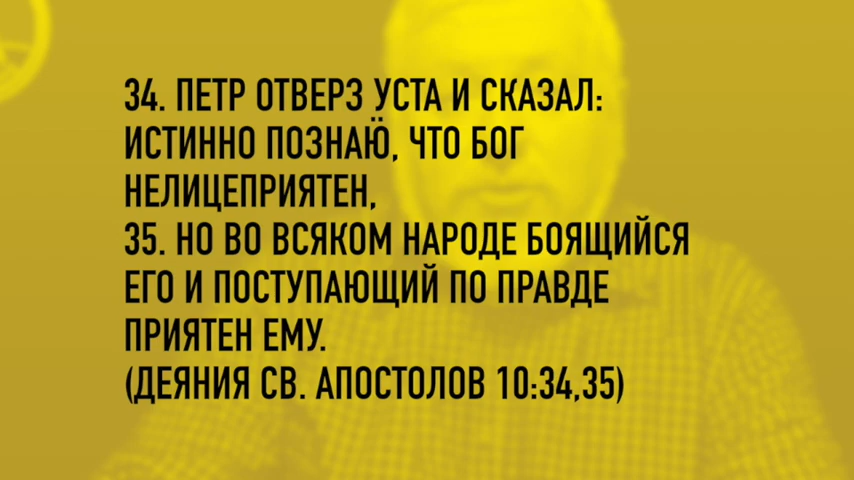 34. ПЕТР ОТВЕРЗ УСТА И СКАЗАЛ:
ИСТИННО ПОЗНАЮ̈, ЧТО БОГ
НЕЛИЦЕПРИЯТЕН,
35. НО ВО ВСЯКОМ НАРОДЕ БОЯЩИЙСЯ
ЕГО И ПОСТУПАЮЩИЙ ПО ПРАВДЕ
ПРИЯТЕН ЕМУ.
(ДЕЯНИЯ СВ. АПОСТОЛОВ 10:34,35)